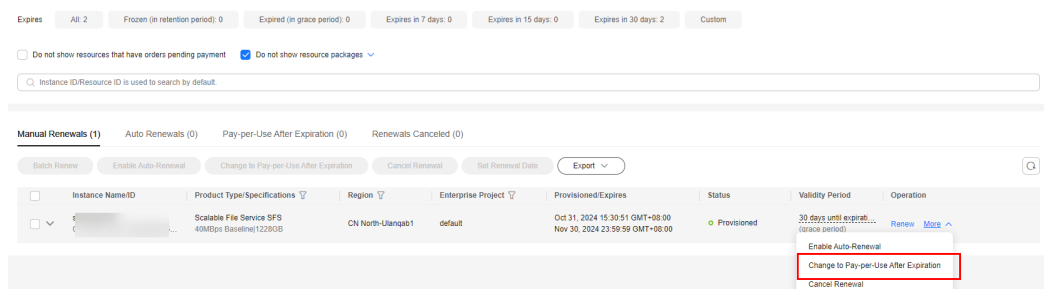 Expires All: 2 Frozen (in retention period): 0 Expired (in grace period): 0 Expires in 7 days: 0 Expires in 15 days: 0 Expires in 30 days: 2 Custom
Do not show resources that have orders pending payment Do not show resource packages
Instance ID/Resource ID is used to search by default.
Manual Renewals (1) Auto Renewals (0) Pay-per-Use After Expiration (0) Renewals Canceled (0)
Batch Renew Enable Auto-Renewal Change to Pay-per-Use After Expiration Cancel Renewal Set Renewal Date Export
Instance Name/ID Product Type/Specifications Region Enterprise Project Provisioned/Expires Status Validity Period Operation
Scalable File Service SFS Oct 31, 2024 15:30:51 GMT+08:00 30 days until expirati...
CN North-Ulanqab1 default Provisioned Renew More
40MBps Baseline|1228GB Nov 30, 2024 23:59:59 GMT+08:00 (grace period)
Enable Auto-Renewal
Change to Pay-per-Use After Expiration
Cancel Renewal